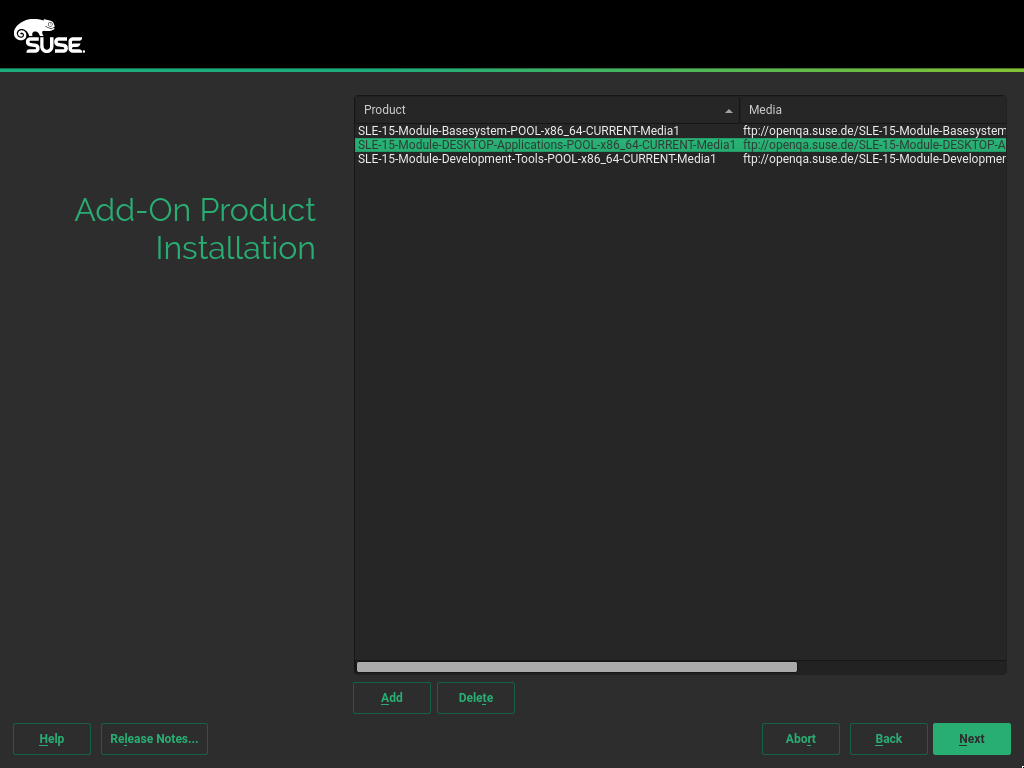 SUSE.
Add-On Product
Installation
Product Media
SLE-15-Module-Basesystem-POOL-x86_64-CURRENT-Media1 ftp://openqa.suse.de/SLE-15-Module-Basesystem
SLE-15-Module-DESKTOP-Applications-POOL-x86_64-CURRENT-Media1 ftp://openqa.suse.de/SLE-15-Module-DESKTOP-A
SLE-15-Module-Development-Tools-POOL-x86_64-CURRENT-Media1 ftp://openqa.suse.de/SLE-15-Module-Developmen
Add Delete
Help Release Notes... Abort Back Next